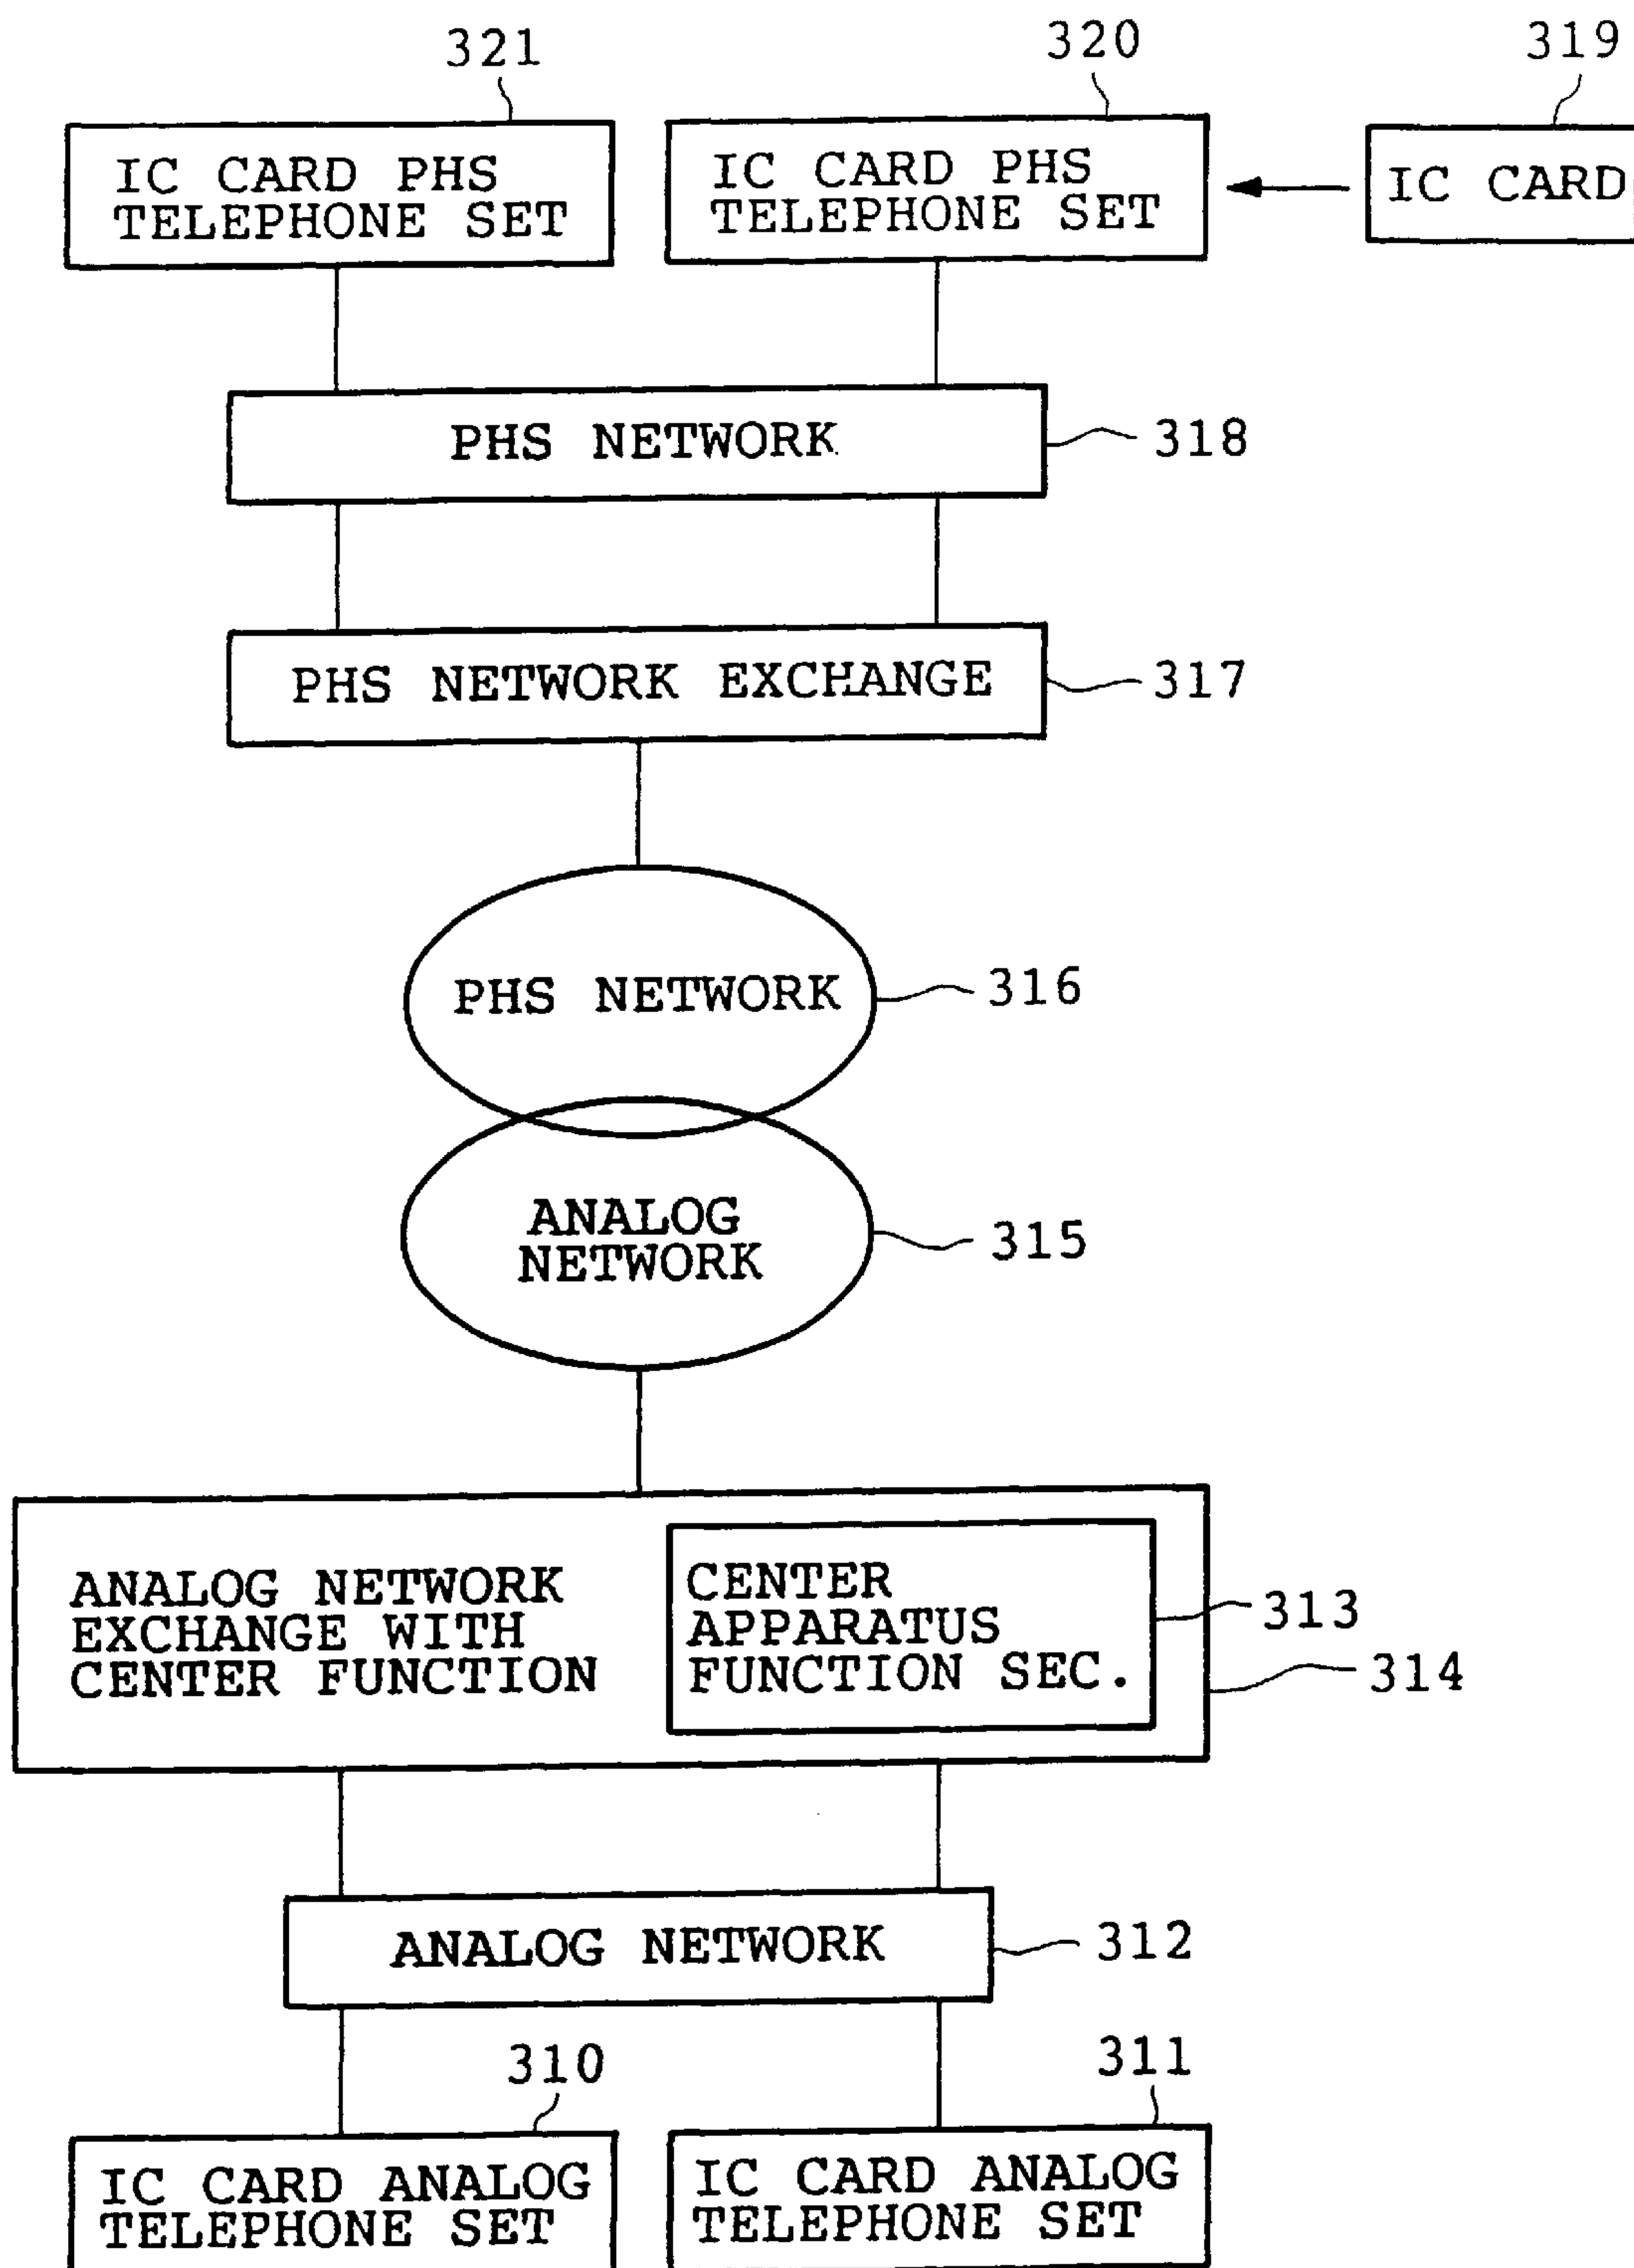 321
320
319
IC CARD PHS
TELEPHONE SET
IC CARD PHS
TELEPHONE SET
IC CARD
PHS NETWORK
318
PHS NETWORK EXCHANGE
317
PHS NETWORK
316
ANALOG
NETWORK
315
ANALOG NETWORK
EXCHANGE WITH
CENTER FUNCTION
CENTER
APPARATUS
FUNCTION SEC.
313
314
ANALOG NETWORK
312
310
311
IC CARD ANALOG
TELEPHONE SET
IC CARD ANALOG
TELEPHONE SET